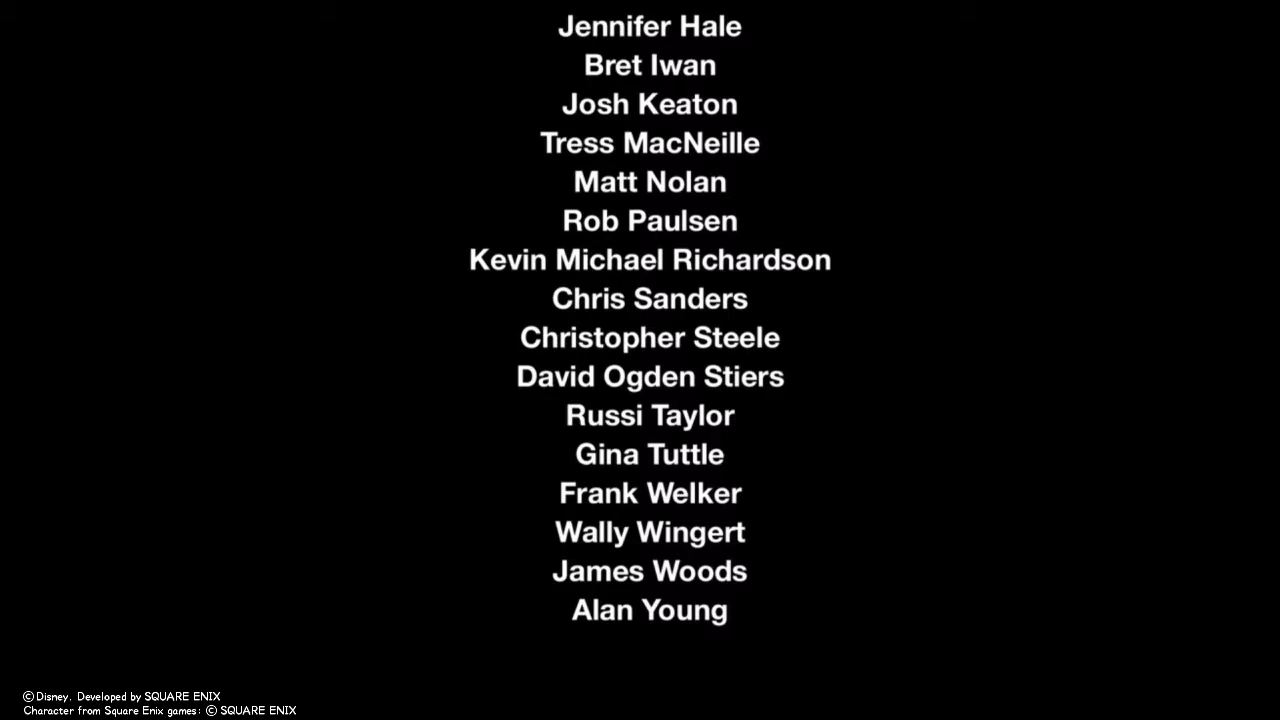 Jennifer Hale
Bret Iwan
Josh Keaton
Tress MacNeille
Matt Nolan
Rob Paulsen
Kevin Michael Richardson
Chris Sanders
Christopher Steele
David Ogden Stiers
Russi Taylor
Gina Tuttle
Frank Welker
Wally Wingert
James Woods
Alan Young
©Disney. Developed by SQUARE ENIX
Character from Square Enix games: © SQUARE ENIX